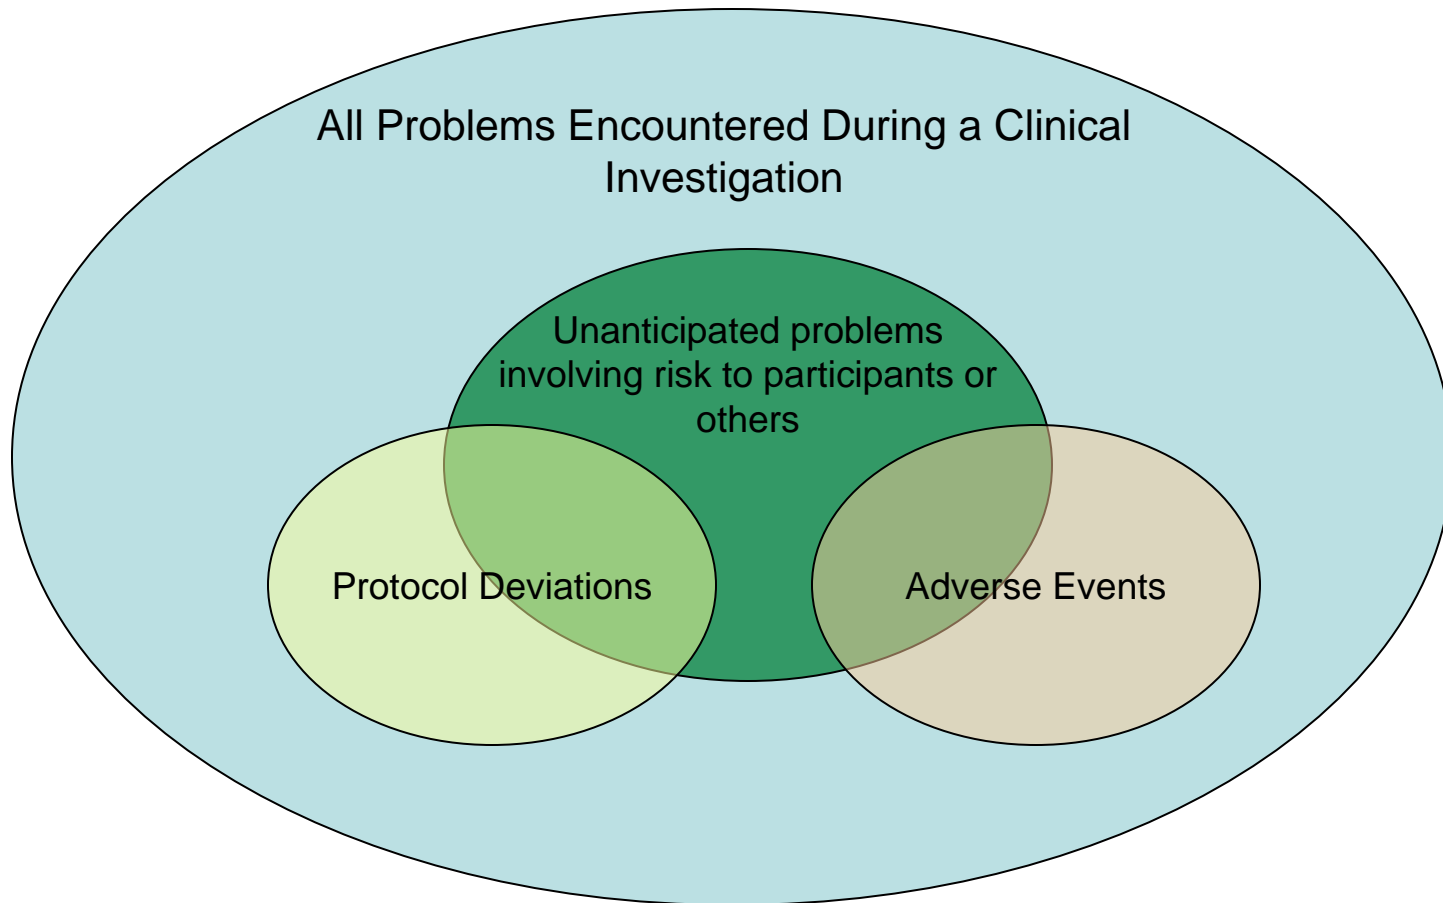 All Problems Encountered During a Clinical
Investigation
Unanticipated problems
involving risk to participants or
others
Protocol Deviations
Adverse Events